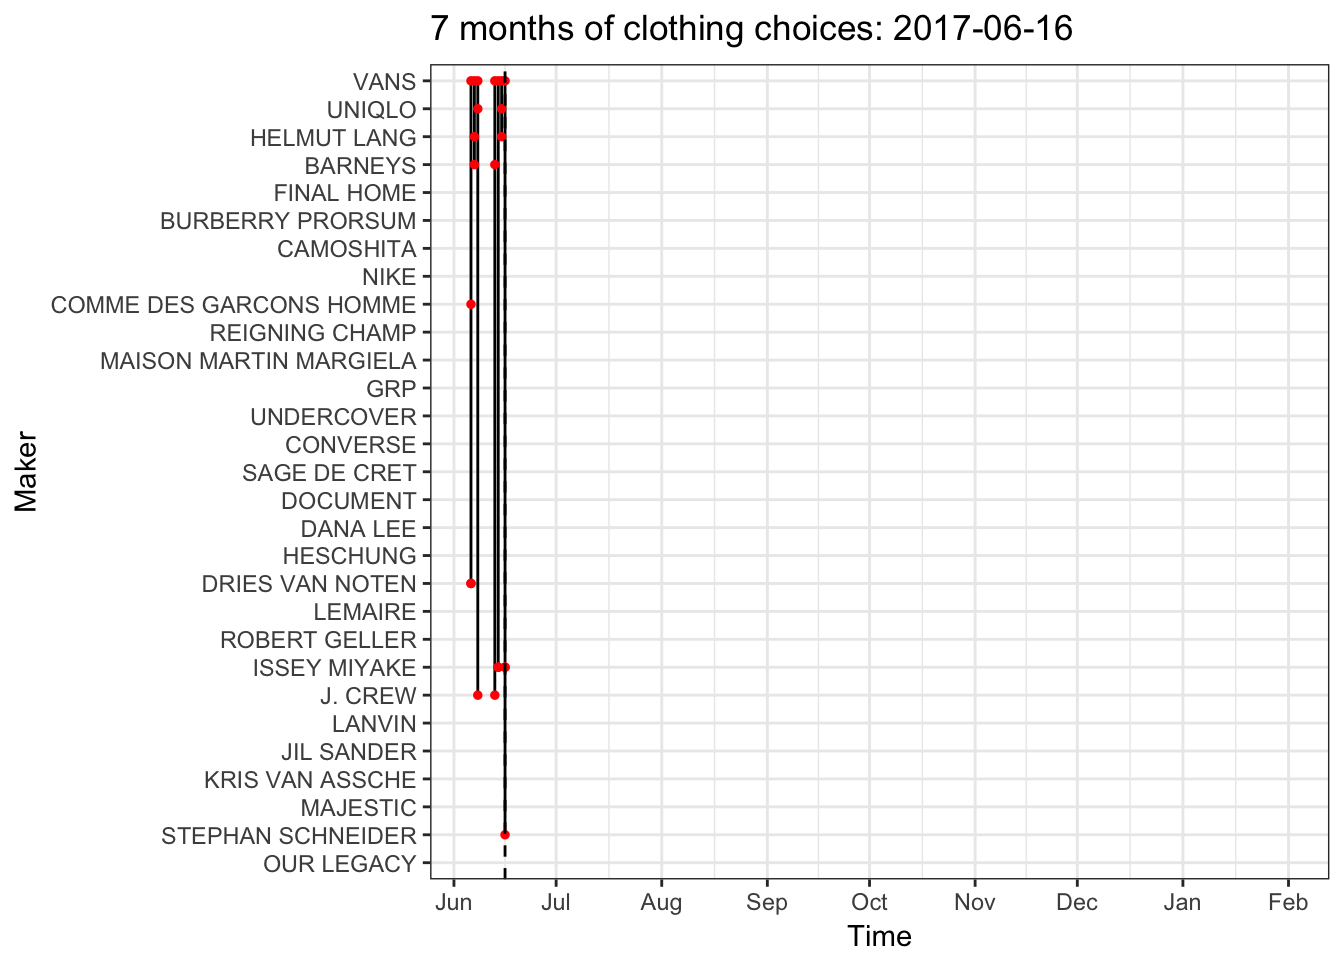 7 months of clothing choices: 2017-06-16
VANS
UNIQLO
HELMUT LANG
BARNEYS
FINAL HOME
BURBERRY PRORSUM
CAMOSHITA
NIKE
COMME DES GARCONS HOMME
REIGNING CHAMP
MAISON MARTIN MARGIELA
GRP
UNDERCOVER
CONVERSE
SAGE DE CRET
DOCUMENT
DANA LEE
HESCHUNG
DRIES VAN NOTEN
LEMAIRE
ROBERT GELLER
ISSEY MIYAKE
J. CREW
LANVIN
JIL SANDER
KRIS VAN ASSCHE
MAJESTIC
STEPHAN SCHNEIDER
OUR LEGACY
Maker
Jun Jul Aug Sep Oct Nov Dec Jan Feb
Time